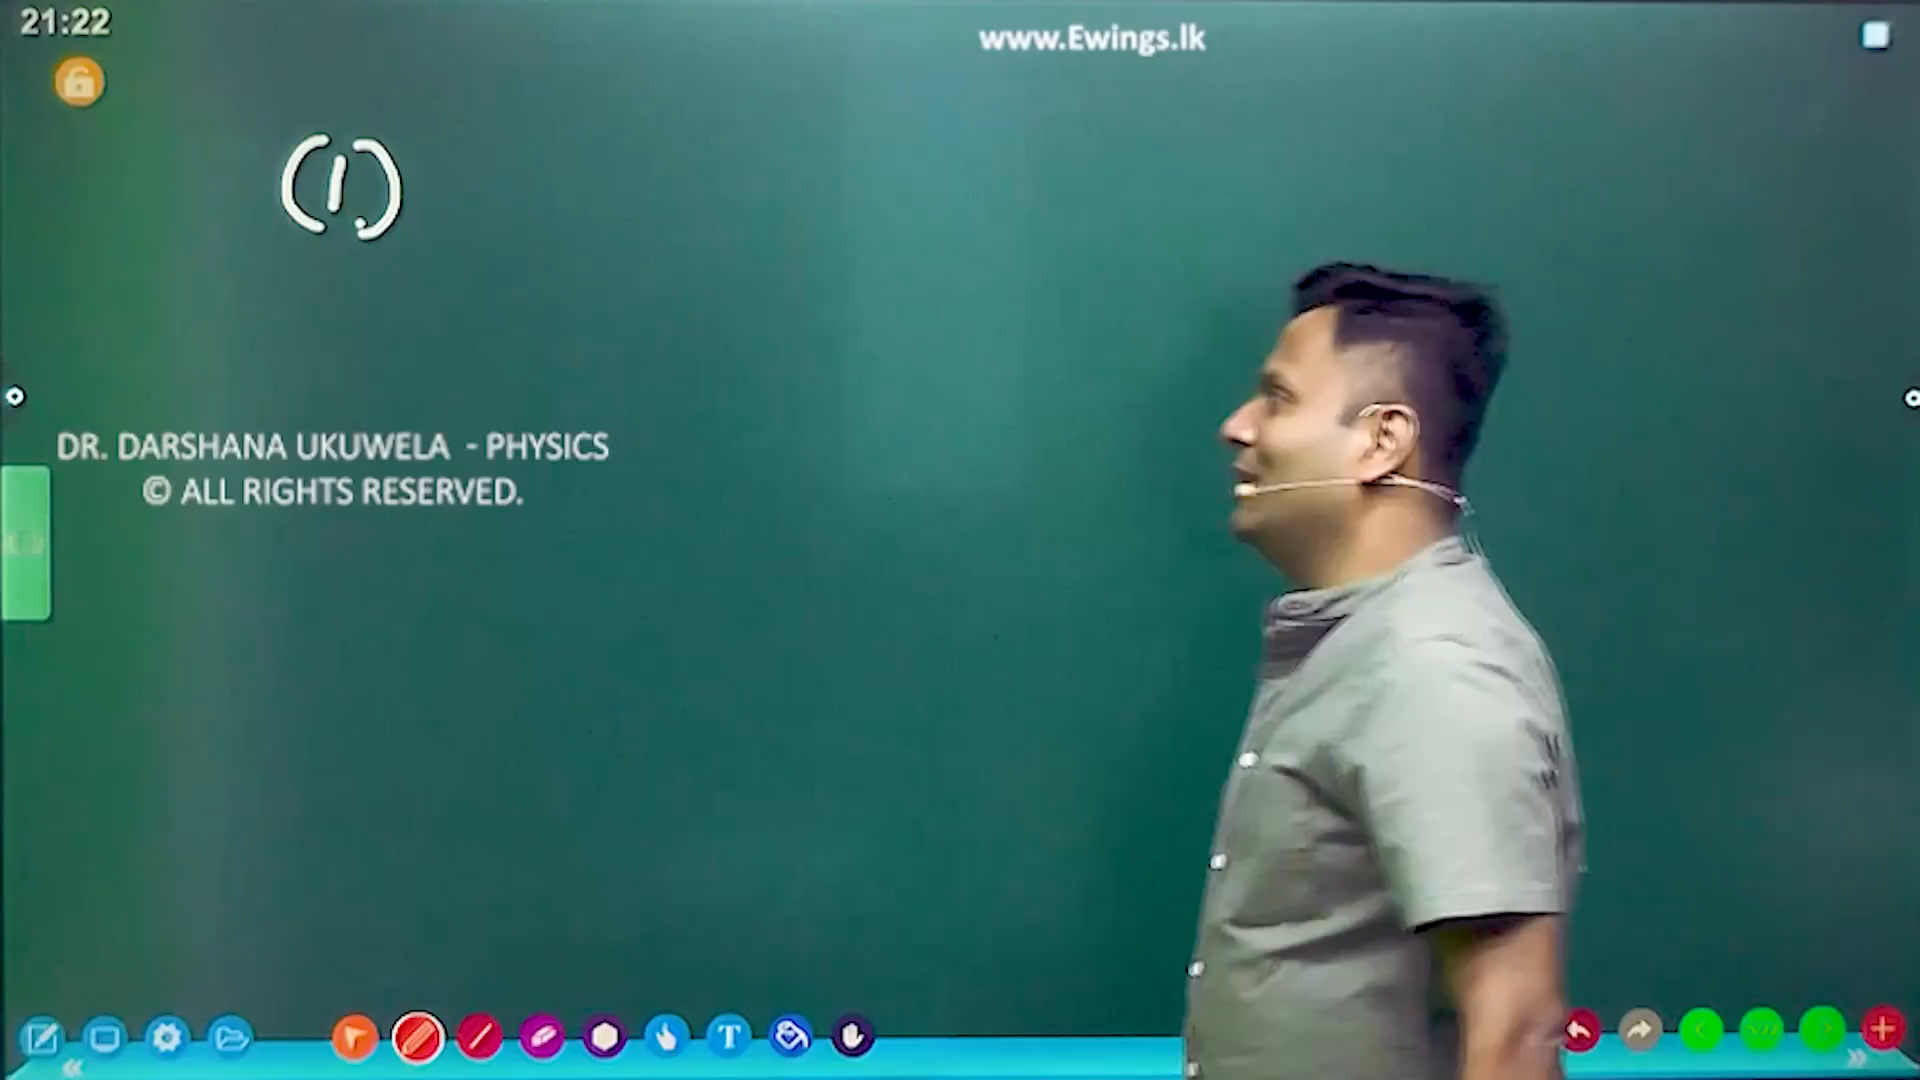 21:22
www.Ewings.lk
(1.)
DR. DARSHANA UKUWELA - PHYSICS
© ALL RIGHTS RESERVED.
T